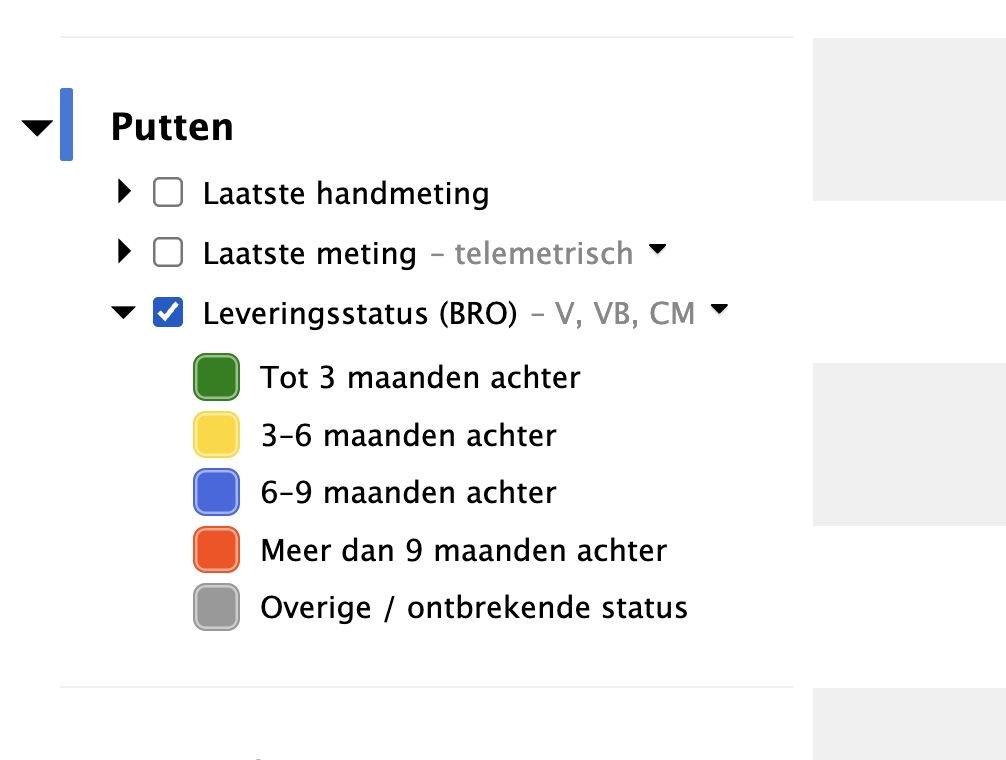 Putten
Laatste handmeting
Laatste meting – telemetrisch
Leveringsstatus (BRO) – V, VB, CM
Tot 3 maanden achter
3–6 maanden achter
6–9 maanden achter
Meer dan 9 maanden achter
Overige / ontbrekende status